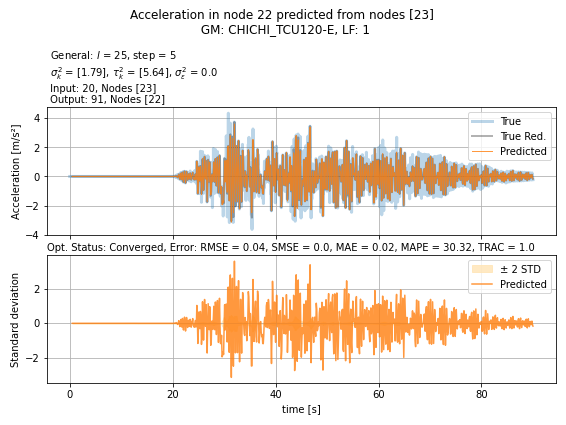 Acceleration in node 22 predicted from nodes [23]
GM: CHICHI_TCU120-E, LF: 1
General: l = 25, step = 5
σ²ₖ = [1.79], τ²ₖ = [5.64], σ²ε = 0.0
Input: 20, Nodes [23]
Output: 91, Nodes [22]
Acceleration [m/s²]
4
2
0
−2
−4
True
True Red.
Predicted
Opt. Status: Converged, Error: RMSE = 0.04, SMSE = 0.0, MAE = 0.02, MAPE = 30.32, TRAC = 1.0
Standard deviation
2
0
−2
± 2 STD
Predicted
0 20 40 60 80
time [s]